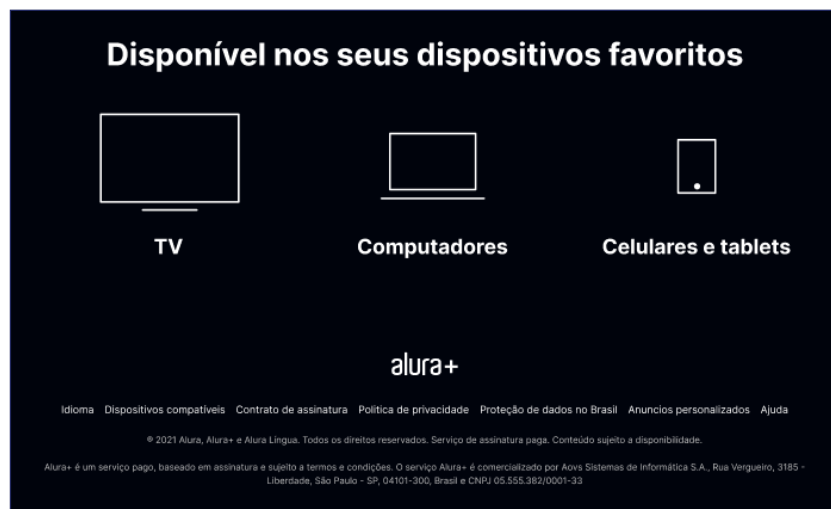 Disponível nos seus dispositivos favoritos
TV
Computadores
Celulares e tablets
alura+
Idioma Dispositivos compatíveis Contrato de assinatura Política de privacidade Proteção de dados no Brasil Anuncios personalizados Ajuda
® 2021 Alura, Alura+ e Alura Língua. Todos os direitos reservados. Serviço de assinatura paga. Conteúdo sujeito a disponibilidade.
Alura+ é um serviço pago, baseado em assinatura e sujeito a termos e condições. O serviço Alura+ é comercializado por Aovs Sistemas de Informática S.A., Rua Vergueiro, 3185 -
Liberdade, São Paulo - SP, 04101-300, Brasil e CNPJ 05.555.382/0001-33